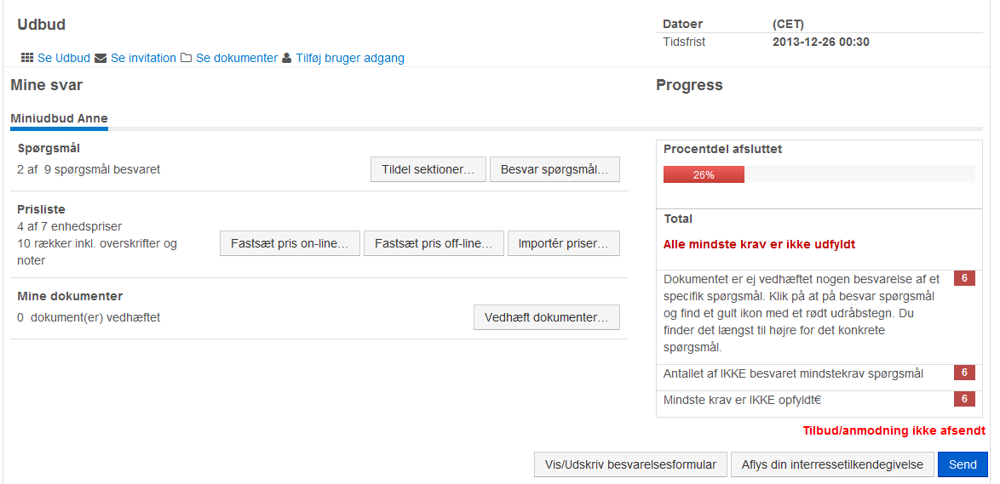 Udbud
Datoer (CET)
Tidsfrist 2013-12-26 00:30
Se Udbud Se invitation Se dokumenter Tilføj bruger adgang
Mine svar
Progress
Miniudbud Anne
Spørgsmål
2 af 9 spørgsmål besvaret
Tildel sektioner... Besvar spørgsmål...
Prisliste
4 af 7 enhedspriser
10 rækker inkl. overskrifter og
noter
Fastsæt pris on-line... Fastsæt pris off-line... Importér priser...
Mine dokumenter
0 dokument(er) vedhæftet
Vedhæft dokumenter...
Procentdel afsluttet
26%
Total
Alle mindste krav er ikke udfyldt
Dokumentet er ej vedhæftet nogen besvarelse af et 6
specifik spørgsmål. Klik på at på besvar spørgsmål
og find et gult ikon med et rødt udråbstegn. Du
finder det længst til højre for det konkrete
spørgsmål.
Antallet af IKKE besvaret mindstekrav spørgsmål 6
Mindste krav er IKKE opfyldt€ 6
Tilbud/anmodning ikke afsendt
Vis/Udskriv besvarelsesformular Aflys din interressetilkendegivelse Send